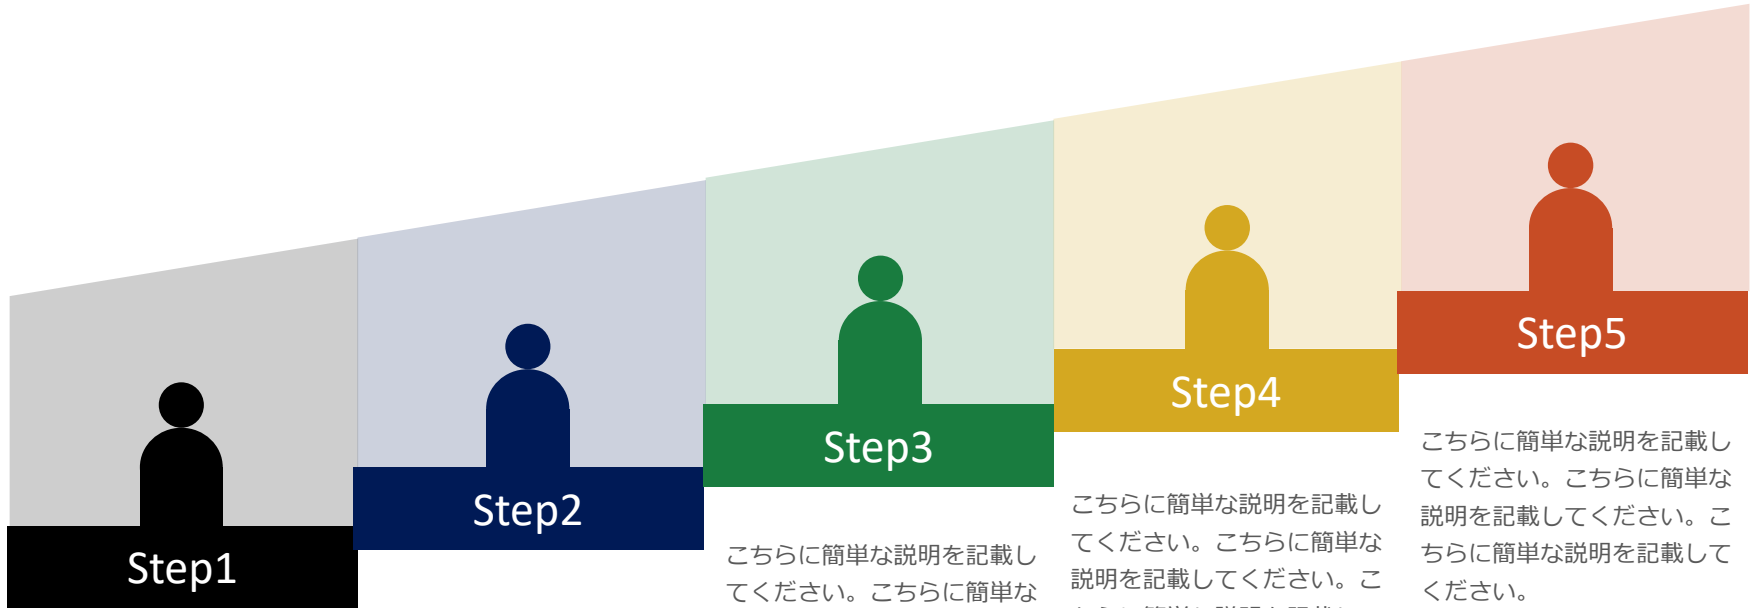 Step1
Step2
Step3
こちらに簡単な説明を記載し
てください。こちらに簡単な
Step4
こちらに簡単な説明を記載し
てください。こちらに簡単な
説明を記載してください。こ
Step5
こちらに簡単な説明を記載し
てください。こちらに簡単な
説明を記載してください。こ
ちらに簡単な説明を記載して
ください。